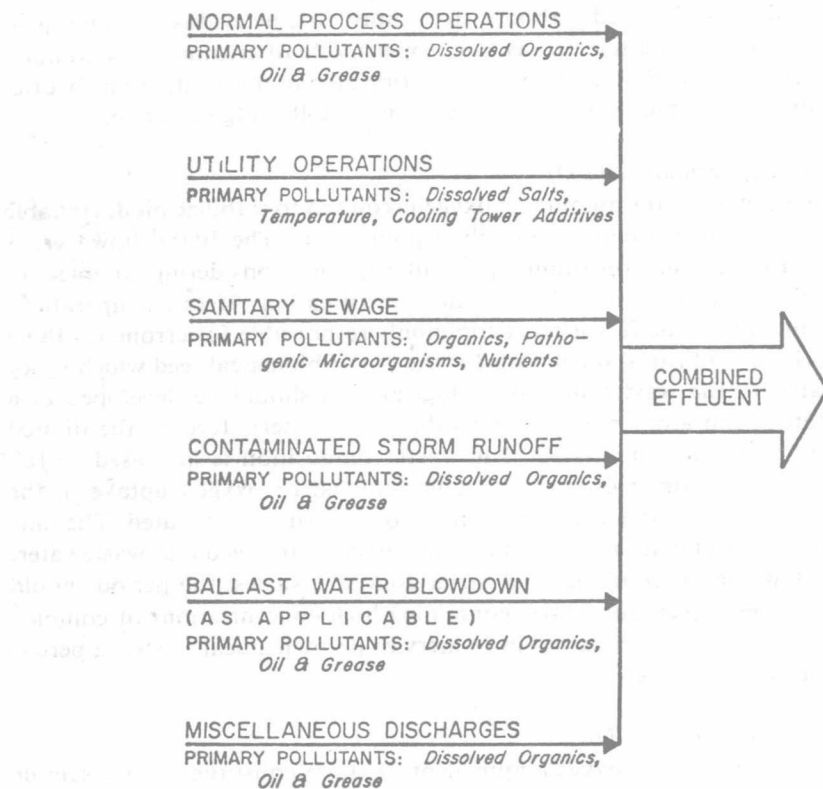 NORMAL PROCESS OPERATIONS
PRIMARY POLLUTANTS: Dissolved Organics,
Oil & Grease
UTILITY OPERATIONS
PRIMARY POLLUTANTS: Dissolved Salts,
Temperature, Cooling Tower Additives
SANITARY SEWAGE
PRIMARY POLLUTANTS: Organics, Patho-
genic Microorganisms, Nutrients
COMBINED
EFFLUENT
CONTAMINATED STORM RUNOFF
PRIMARY POLLUTANTS: Dissolved Organics,
Oil & Grease
BALLAST WATER BLOWDOWN
(AS APPLICABLE)
PRIMARY POLLUTANTS: Dissolved Organics,
Oil & Grease
MISCELLANEOUS DISCHARGES
PRIMARY POLLUTANTS: Dissolved Organics,
Oil & Grease